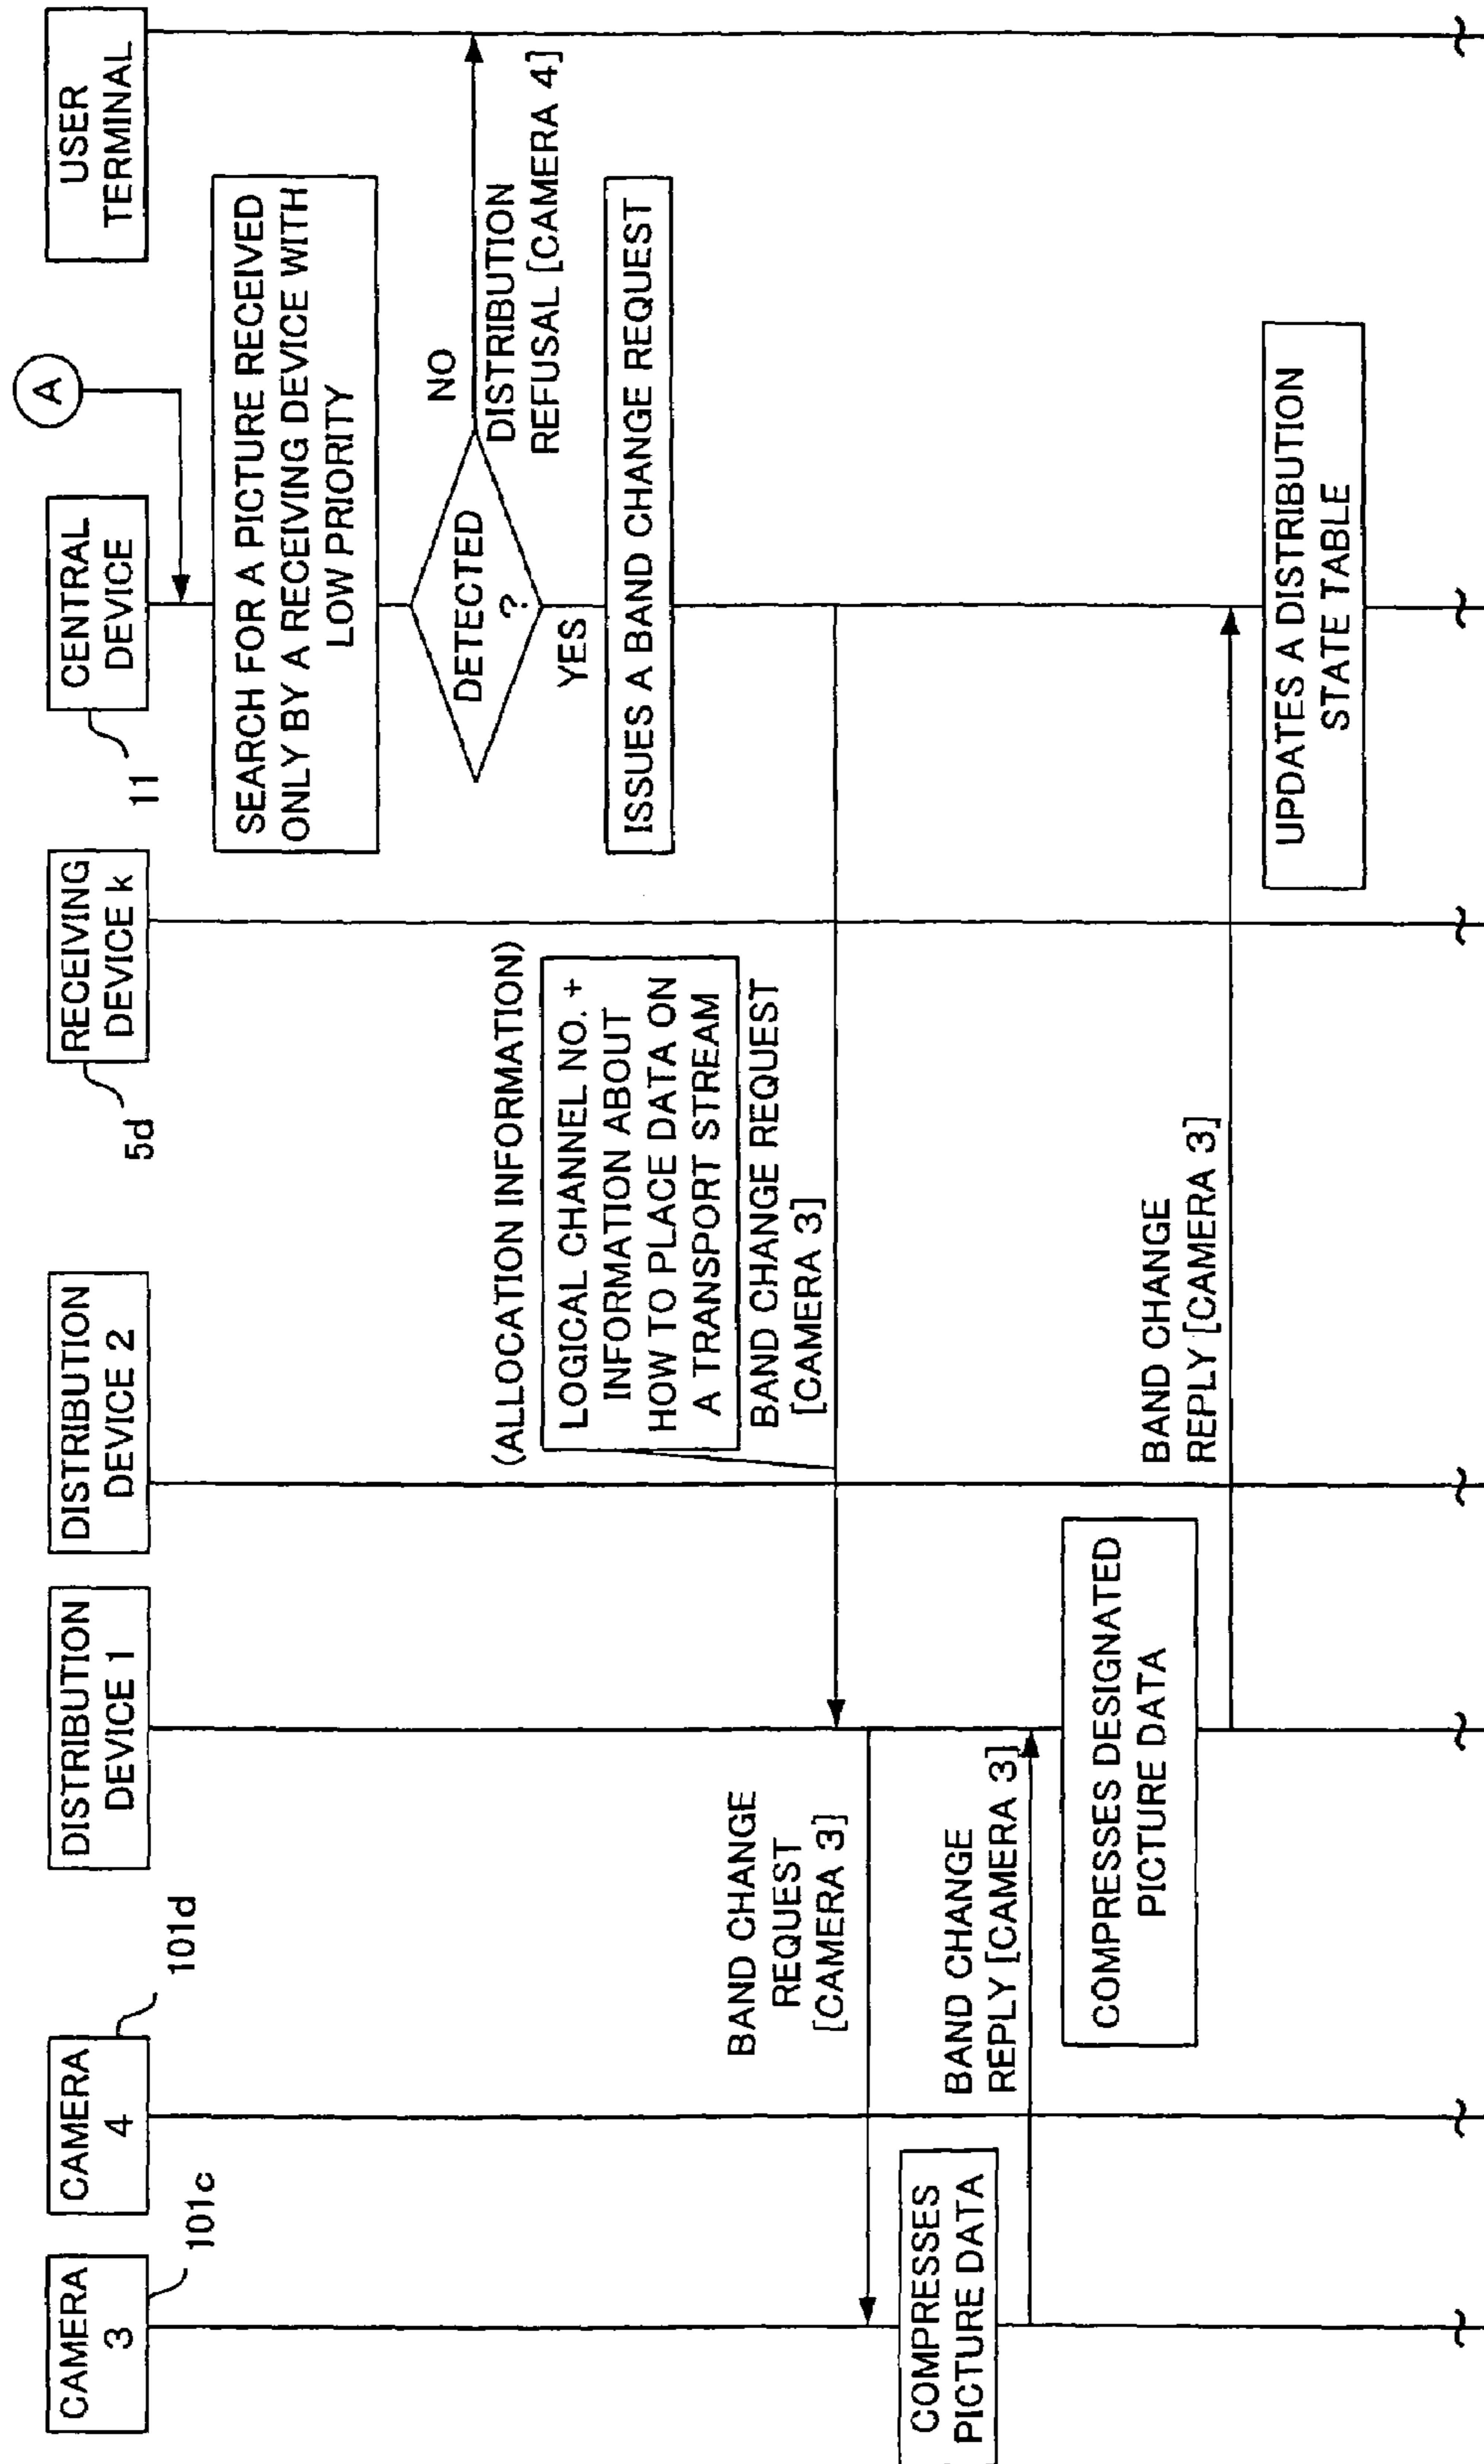 CAMERA
3
101c
CAMERA
4
101d
DISTRIBUTION
DEVICE 1
DISTRIBUTION
DEVICE 2
RECEIVING
DEVICE k
5d
CENTRAL
DEVICE
11
A
USER
TERMINAL
SEARCH FOR A PICTURE RECEIVED
ONLY BY A RECEIVING DEVICE WITH
LOW PRIORITY
DETECTED
?
NO
DISTRIBUTION
REFUSAL [CAMERA 4]
YES
ISSUES A BAND CHANGE REQUEST
(ALLOCATION INFORMATION)
LOGICAL CHANNEL NO. +
INFORMATION ABOUT
HOW TO PLACE DATA ON
A TRANSPORT STREAM
BAND CHANGE REQUEST
[CAMERA 3]
BAND CHANGE
REQUEST
[CAMERA 3]
COMPRESSES
PICTURE DATA
BAND CHANGE
REPLY [CAMERA 3]
COMPRESSES DESIGNATED
PICTURE DATA
BAND CHANGE
REPLY [CAMERA 3]
UPDATES A DISTRIBUTION
STATE TABLE